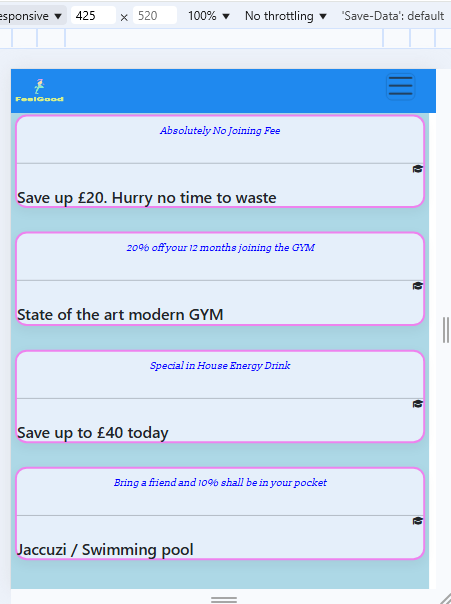 esponsive ▼ 425 × 520 100% ▼ No throttling ▼ 'Save-Data': default
FeelGood
Absolutely No Joining Fee
Save up £20. Hurry no time to waste
20% off your 12 months joining the GYM
State of the art modern GYM
Special in House Energy Drink
Save up to £40 today
Bring a friend and 10% shall be in your pocket
Jaccuzi / Swimming pool